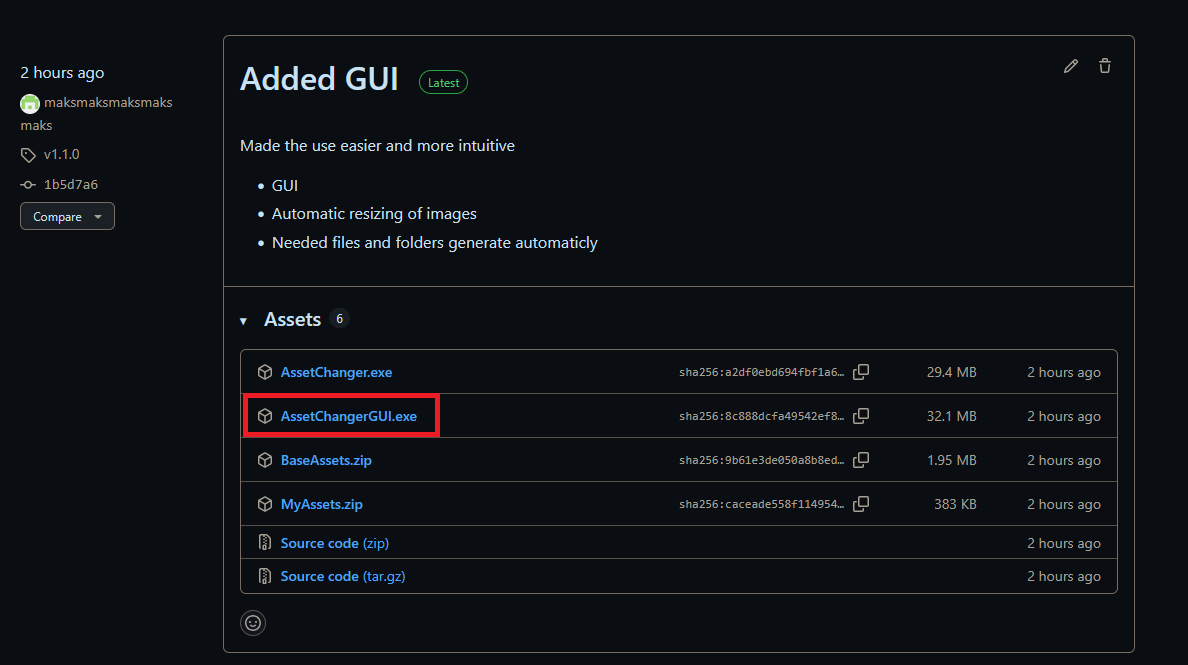 2 hours ago
maksmaksmaksmaks
maks
v1.1.0
1b5d7a6
Compare
Added GUI Latest
Made the use easier and more intuitive
• GUI
• Automatic resizing of images
• Needed files and folders generate automaticly
Assets 6
AssetChanger.exe sha256:a2df0ebd694fbf1a6… 29.4 MB 2 hours ago
AssetChangerGUI.exe sha256:8c888dcfa49542ef8… 32.1 MB 2 hours ago
BaseAssets.zip sha256:9b61e3de050a8b8ed… 1.95 MB 2 hours ago
MyAssets.zip sha256:caceade558f114954… 383 KB 2 hours ago
Source code (zip) 2 hours ago
Source code (tar.gz) 2 hours ago